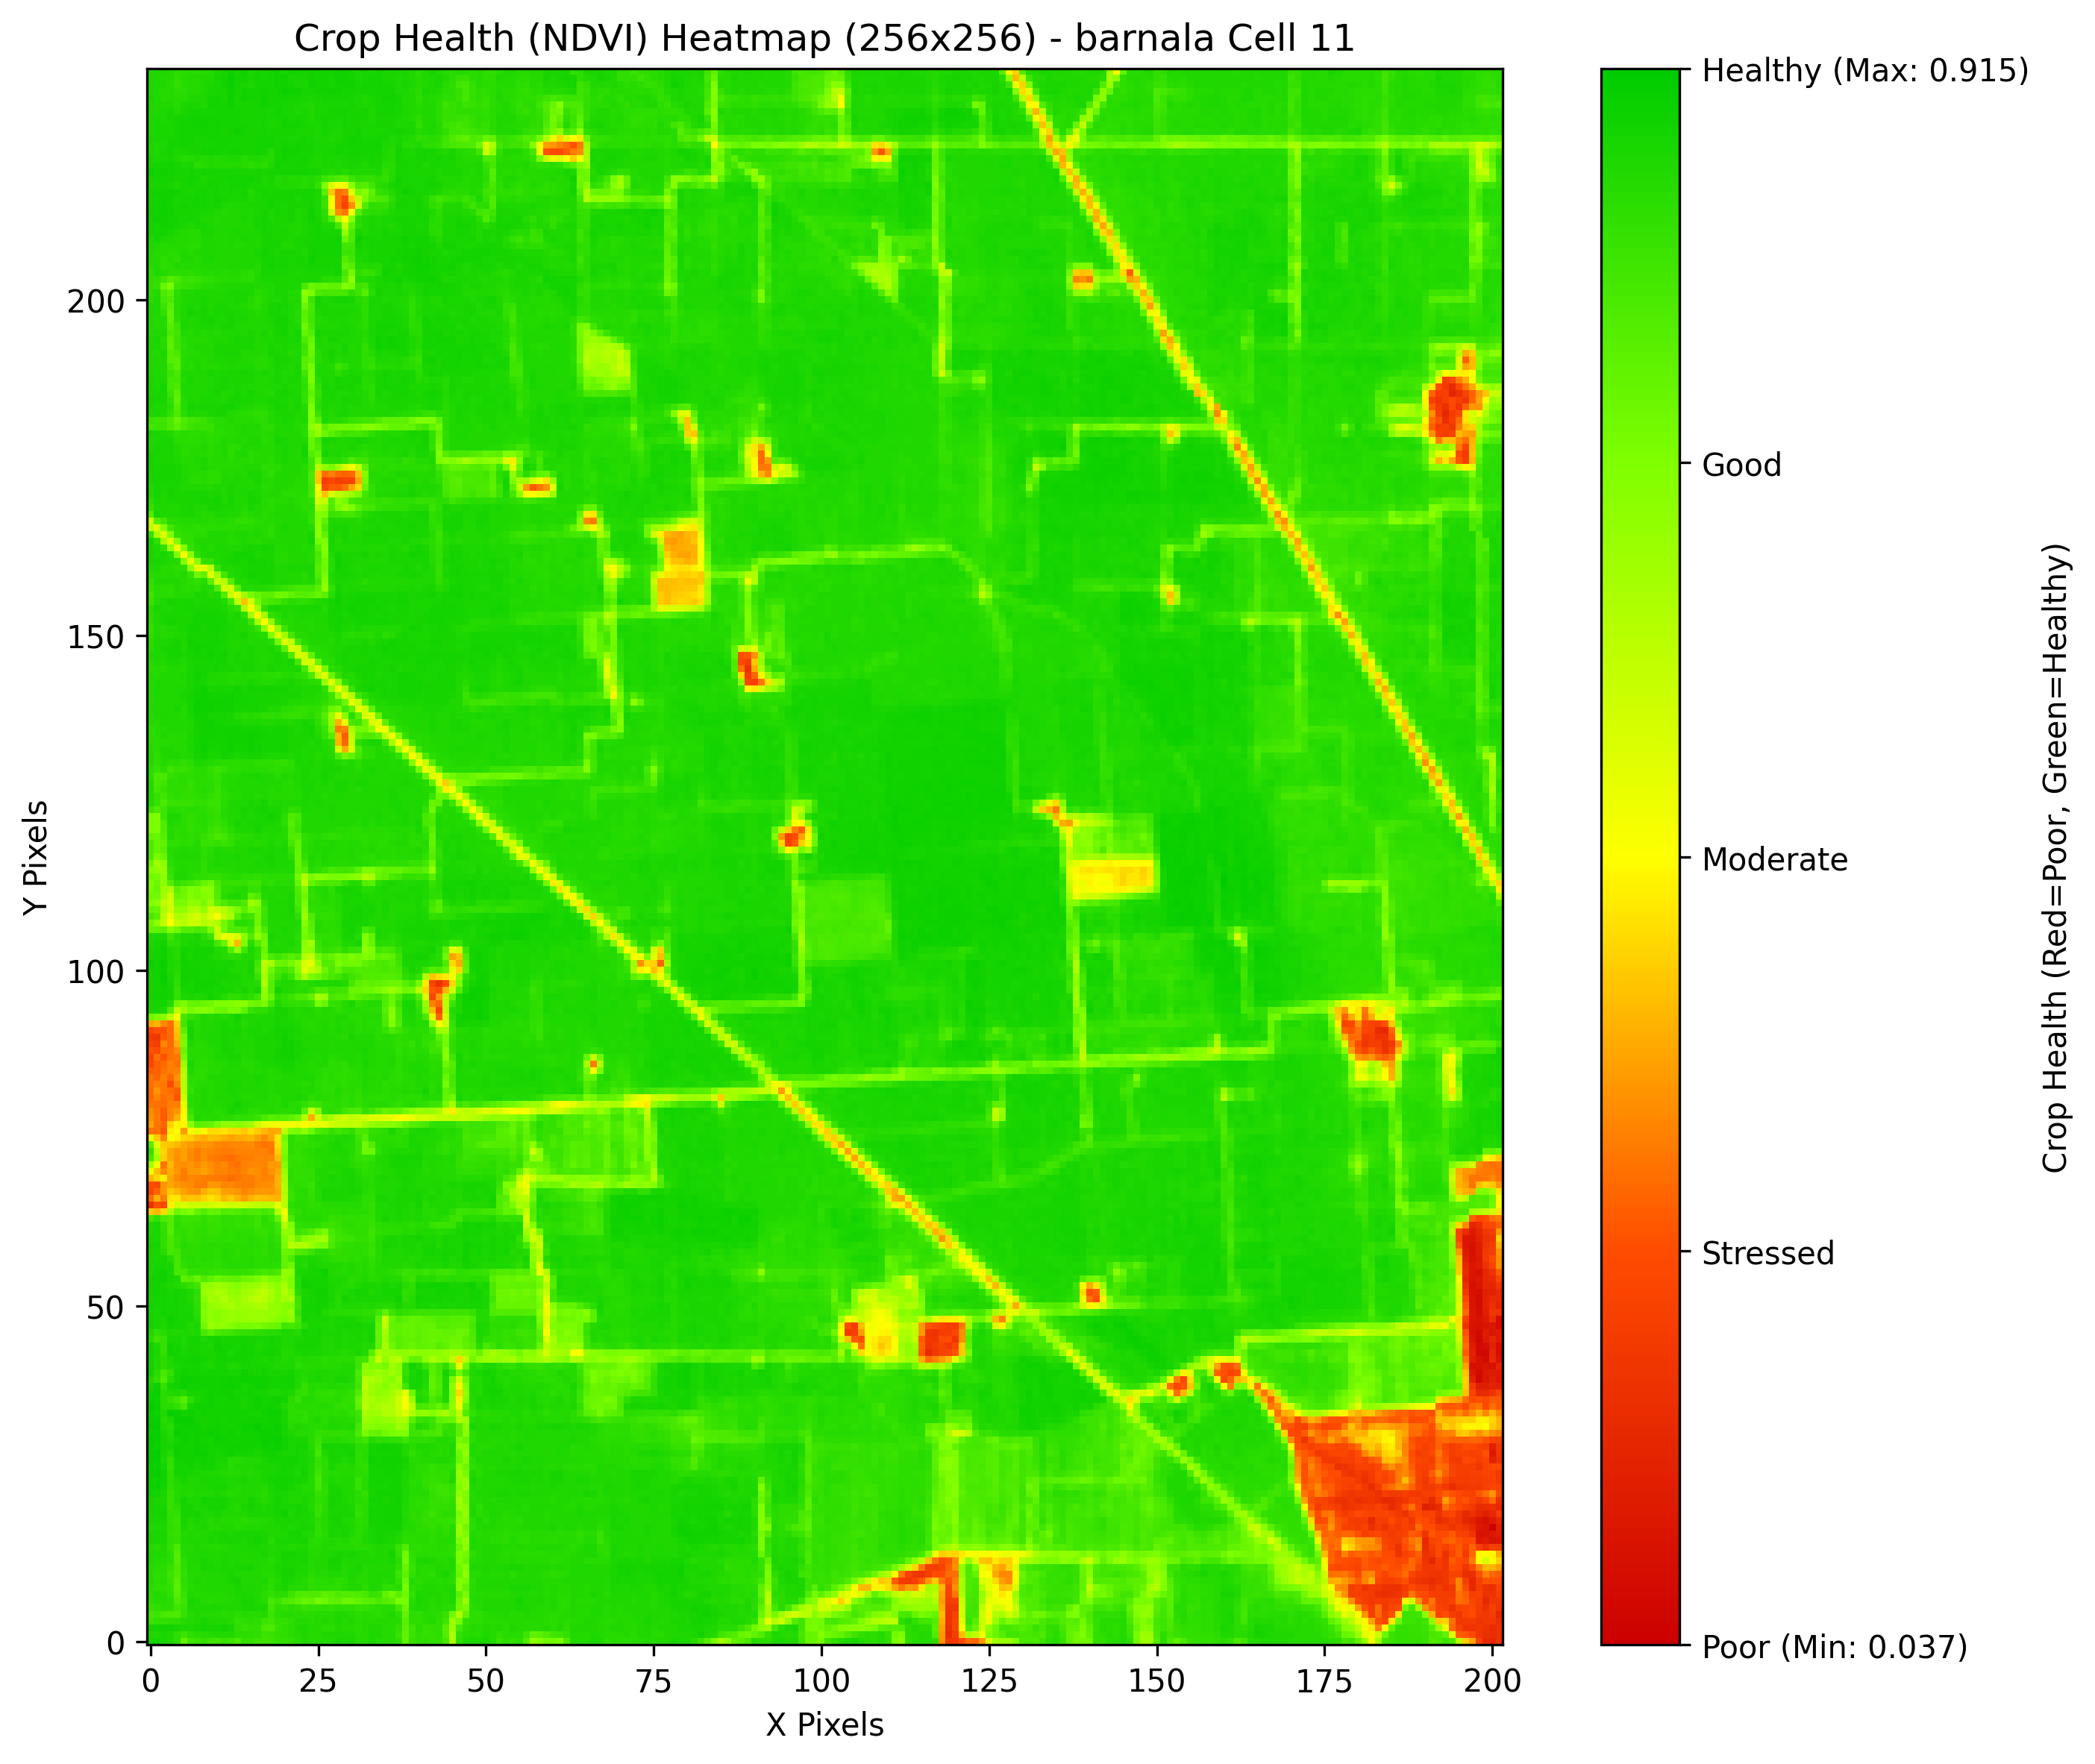 Crop Health (NDVI) Heatmap (256x256) - barnala Cell 11
Healthy (Max: 0.915)
Good
Moderate
Stressed
Poor (Min: 0.037)
Crop Health (Red=Poor, Green=Healthy)
Y Pixels
200
150
100
50
0
0 25 50 75 100 125 150 175 200
X Pixels